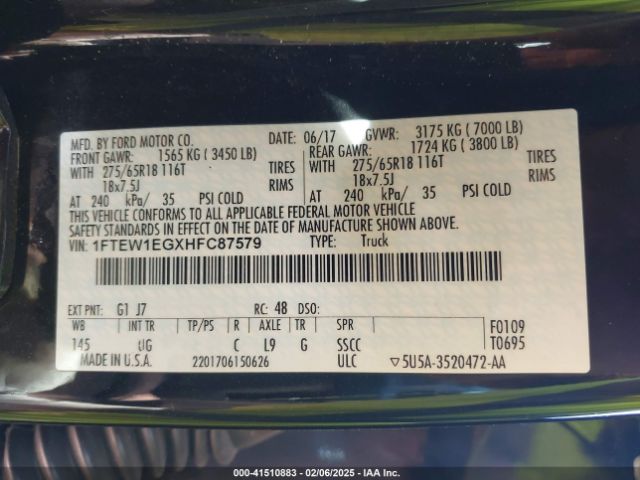 MFD. BY FORD MOTOR CO. DATE: 06/17 GVWR: 3175 KG ( 7000 LB)
FRONT GAWR: 1565 KG ( 3450 LB) REAR GAWR: 1724 KG ( 3800 LB)
WITH 275/65R18 116T TIRES WITH 275/65R18 116T TIRES
18x7.5J RIMS 18x7.5J RIMS
AT 240 kPa/ 35 PSI COLD AT 240 kPa/ 35 PSI COLD
THIS VEHICLE CONFORMS TO ALL APPLICABLE FEDERAL MOTOR VEHICLE
SAFETY STANDARDS IN EFFECT ON THE DATE OF MANUFACTURE SHOWN ABOVE.
VIN: 1FTEW1EGXHFC87579 TYPE: Truck
EXT PNT: G1 J7 RC: 48 DSO:
WB INT TR TP/PS R AXLE TR SPR F0109
145 UG C L9 G SSCC T0695
MADE IN U.S.A. 2201706150626 ULC ▽5U5A-3520472-AA
000-41510883 - 02/06/2025 - IAA Inc.